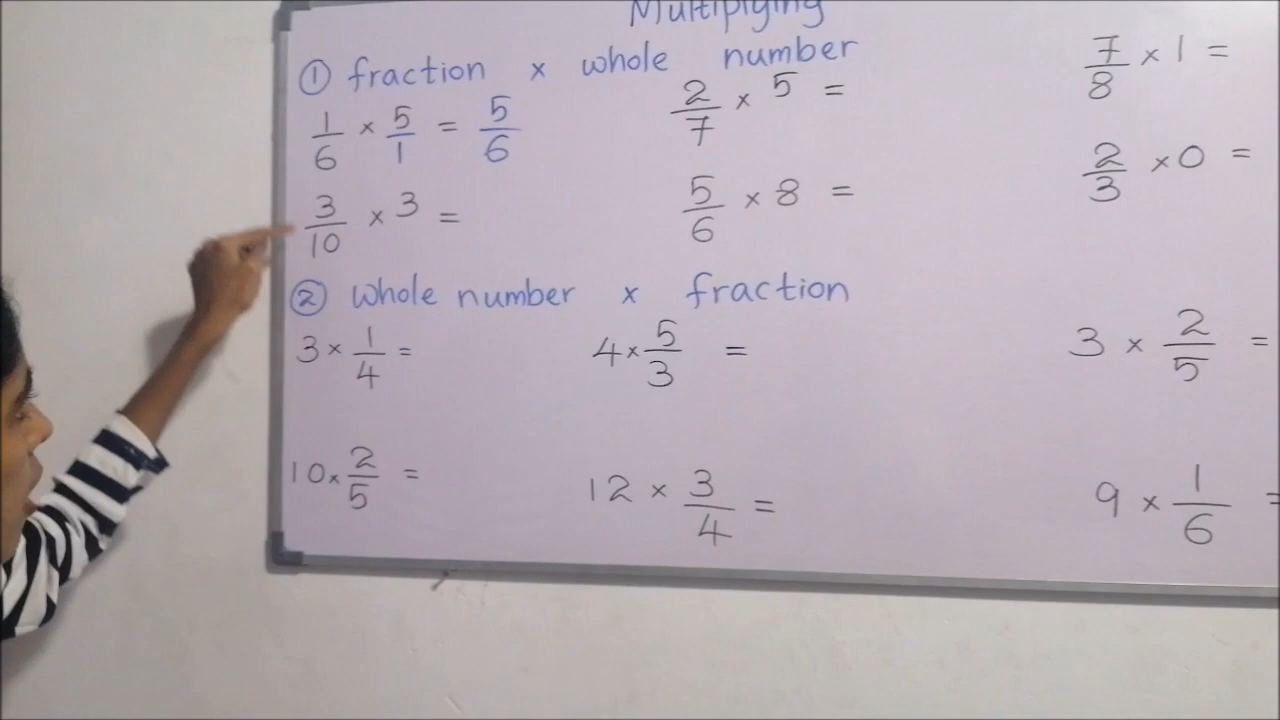 Multiplying
① fraction x whole number
1/6 × 5/1 = 5/6
2/7 × 5 =
7/8 × 1 =
3/10 × 3 =
5/6 × 8 =
2/3 × 0 =
② whole number x fraction
3 × 1/4 =
4 × 5/3 =
3 × 2/5 =
10 × 2/5 =
12 × 3/4 =
9 × 1/6 =